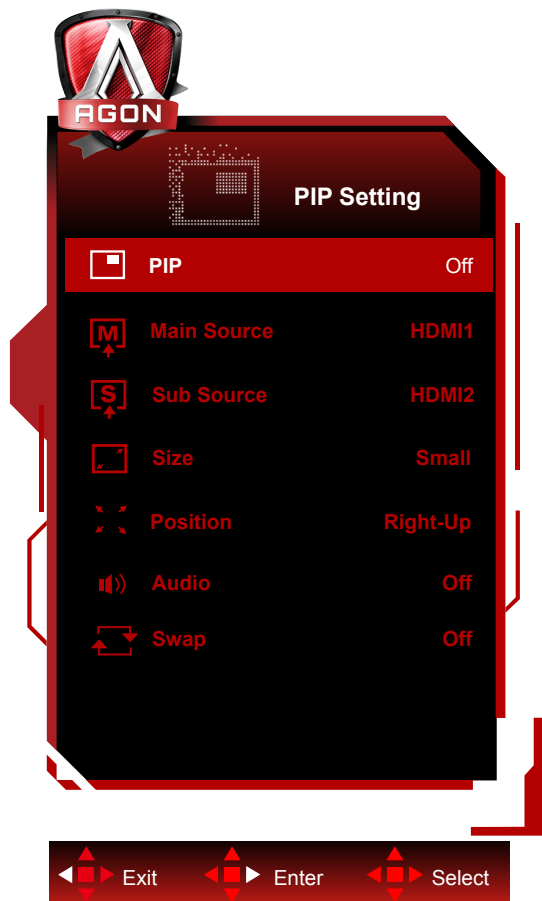 AGON
PIP Setting
PIP Off
M Main Source HDMI1
S Sub Source HDMI2
Size Small
Position Right-Up
Audio Off
Swap Off
Exit Enter Select